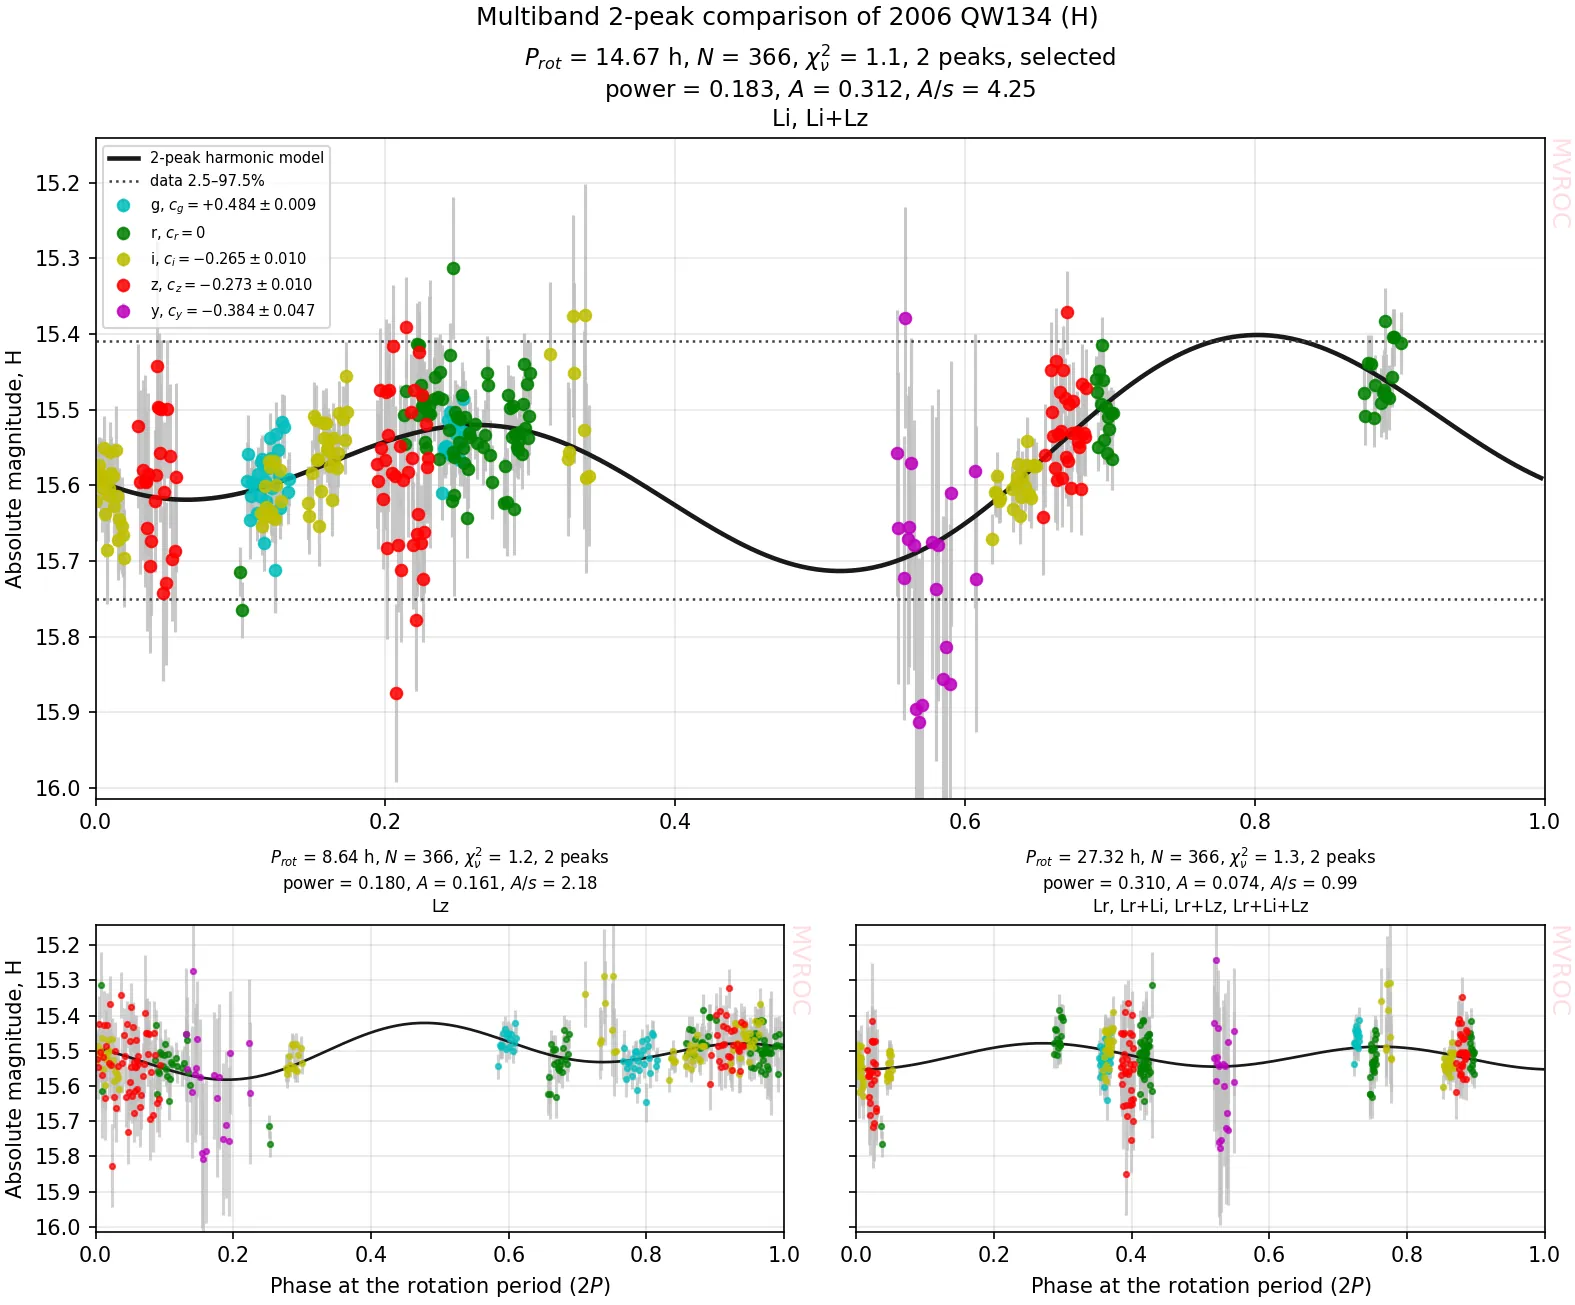 Multiband 2-peak comparison of 2006 QW134 (H)
P_rot = 14.67 h, N = 366, χ²_ν = 1.1, 2 peaks, selected
power = 0.183, A = 0.312, A/s = 4.25
Li, Li+Lz
2-peak harmonic model
data 2.5–97.5%
g, c_g = +0.484 ± 0.009
r, c_r = 0
i, c_i = −0.265 ± 0.010
z, c_z = −0.273 ± 0.010
y, c_y = −0.384 ± 0.047
MVROC
Absolute magnitude, H
15.2
15.3
15.4
15.5
15.6
15.7
15.8
15.9
16.0
0.0 0.2 0.4 0.6 0.8 1.0
P_rot = 8.64 h, N = 366, χ²_ν = 1.2, 2 peaks
power = 0.180, A = 0.161, A/s = 2.18
Lz
MVROC
Absolute magnitude, H
15.2
15.3
15.4
15.5
15.6
15.7
15.8
15.9
16.0
0.0 0.2 0.4 0.6 0.8 1.0
Phase at the rotation period (2P)
P_rot = 27.32 h, N = 366, χ²_ν = 1.3, 2 peaks
power = 0.310, A = 0.074, A/s = 0.99
Lr, Lr+Li, Lr+Lz, Lr+Li+Lz
MVROC
0.0 0.2 0.4 0.6 0.8 1.0
Phase at the rotation period (2P)